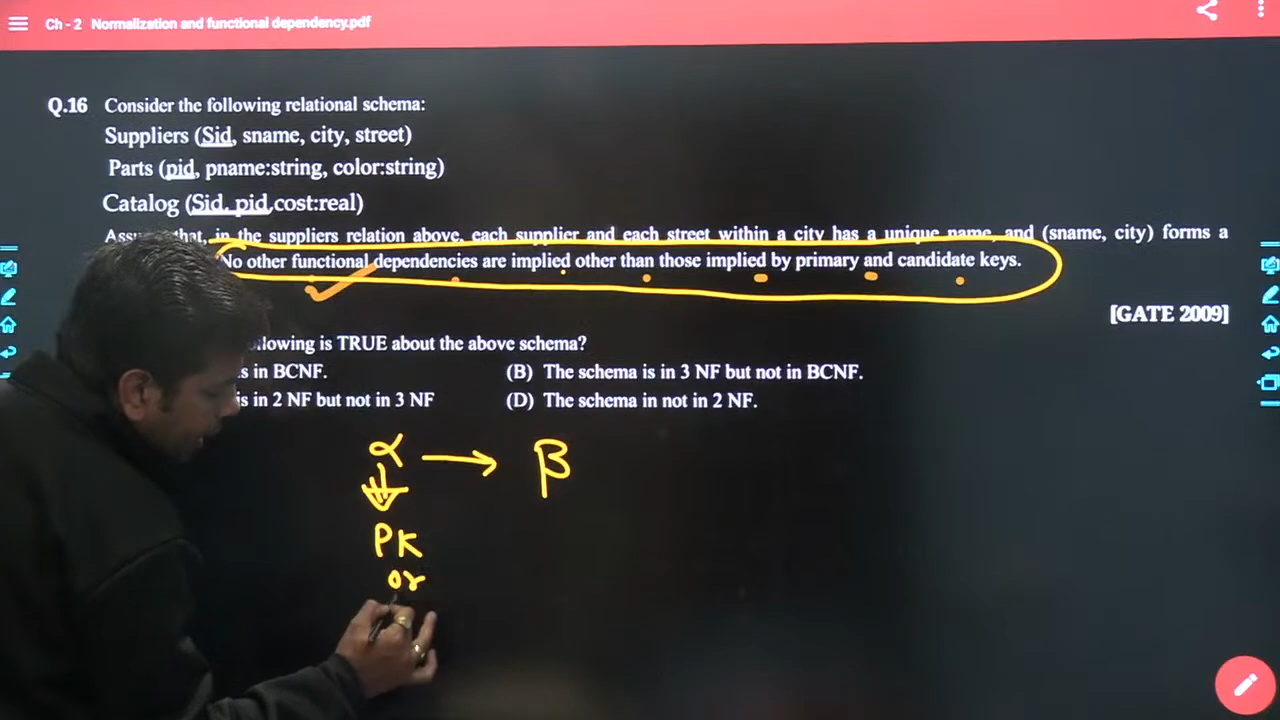 Ch - 2 Normalization and functional dependency.pdf
Q.16 Consider the following relational schema:
Suppliers (Sid, sname, city, street)
Parts (pid, pname:string, color:string)
Catalog (Sid, pid,cost:real)
in the suppliers relation above, each supplier and each street within a city has a unique name, and (sname, city) forms a
No other functional dependencies are implied other than those implied by primary and candidate keys.
[GATE 2009]
is TRUE about the above schema?
in BCNF. (B) The schema is in 3 NF but not in BCNF.
is in 2 NF but not in 3 NF (D) The schema in not in 2 NF.
α → β
PK
or